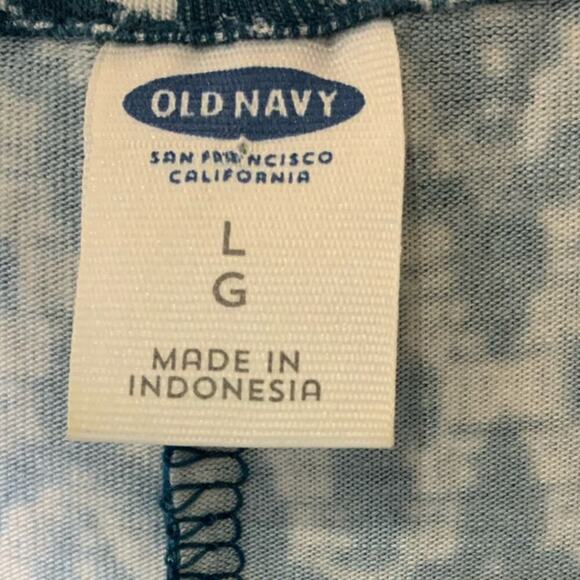 OLD NAVY
SAN FRANCISCO
CALIFORNIA
L
G
MADE IN
INDONESIA